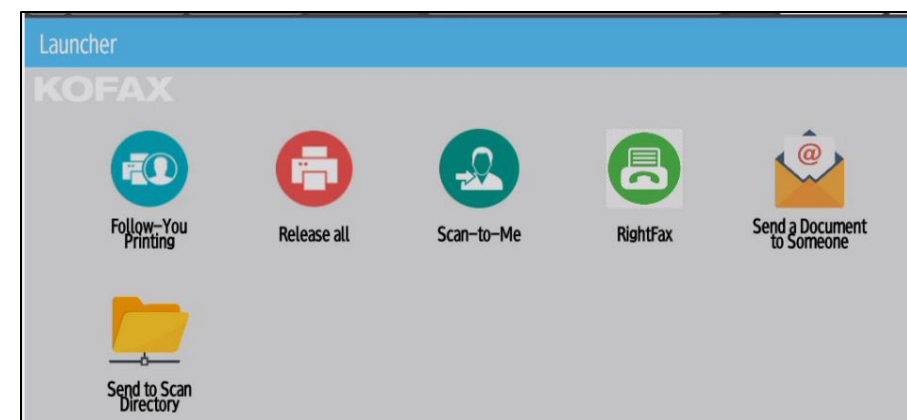 Launcher
KOFAX
Follow-You
Printing
Release all
Scan-to-Me
RightFax
@
Send a Document
to Someone
Send to Scan
Directory